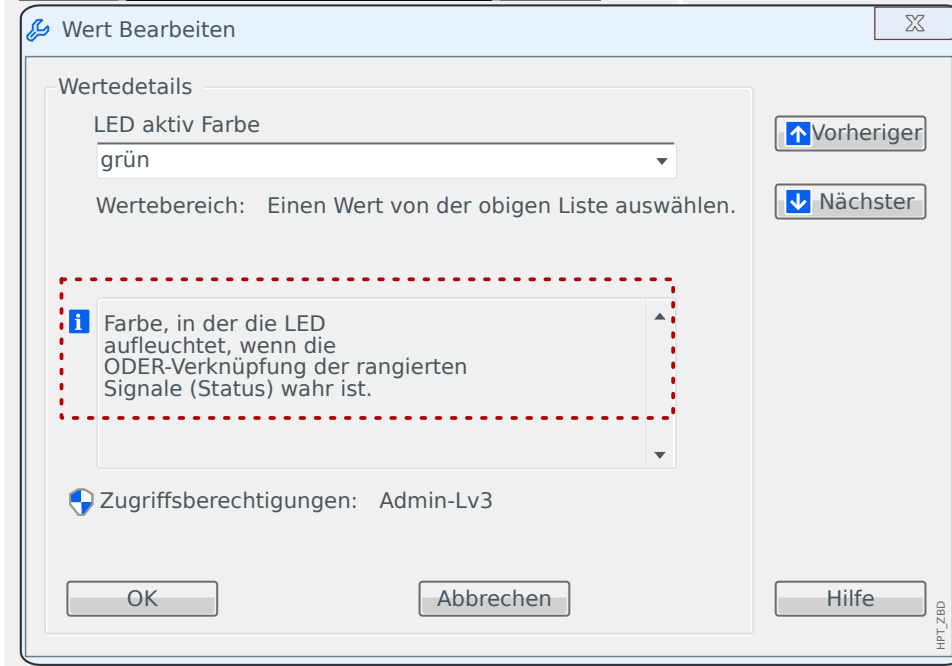 Wert Bearbeiten
X
Wertedetails
LED aktiv Farbe
grün
Vorheriger
Wertebereich: Einen Wert von der obigen Liste auswählen.
Nächster
i
Farbe, in der die LED
aufleuchtet, wenn die
ODER-Verknüpfung der rangierten
Signale (Status) wahr ist.
Zugriffsberechtigungen: Admin-Lv3
OK
Abbrechen
Hilfe
HPT_ZBD